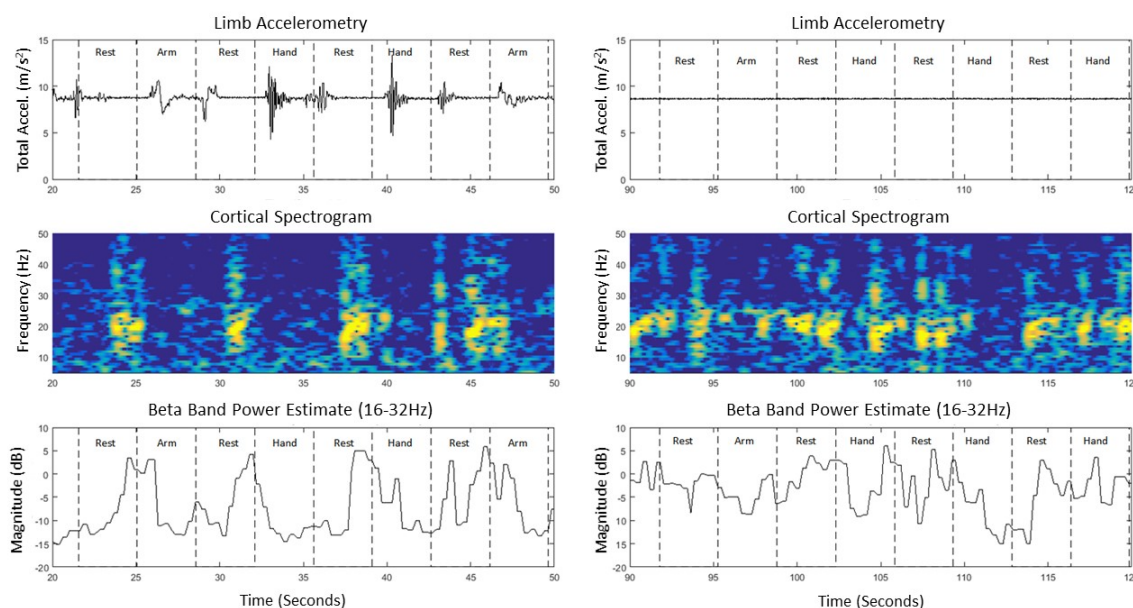 Limb Accelerometry
Total Accel. (m/s²)
15
10
5
0
Rest Arm Rest Hand Rest Hand Rest Arm
20 25 30 35 40 45 50
Cortical Spectrogram
Frequency (Hz)
50
40
30
20
10
20 25 30 35 40 45 50
Beta Band Power Estimate (16-32Hz)
Magnitude (dB)
10
5
0
-5
-10
-15
-20
Rest Arm Rest Hand Rest Hand Rest Arm
20 25 30 35 40 45 50
Time (Seconds)
Limb Accelerometry
Total Accel. (m/s²)
15
10
5
0
Rest Arm Rest Hand Rest Hand Rest Hand
90 95 100 105 110 115 12
Cortical Spectrogram
Frequency (Hz)
50
40
30
20
10
90 95 100 105 110 115 12
Beta Band Power Estimate (16-32Hz)
Magnitude (dB)
10
5
0
-5
-10
-15
-20
Rest Arm Rest Hand Rest Hand Rest Hand
90 95 100 105 110 115 12
Time (Seconds)